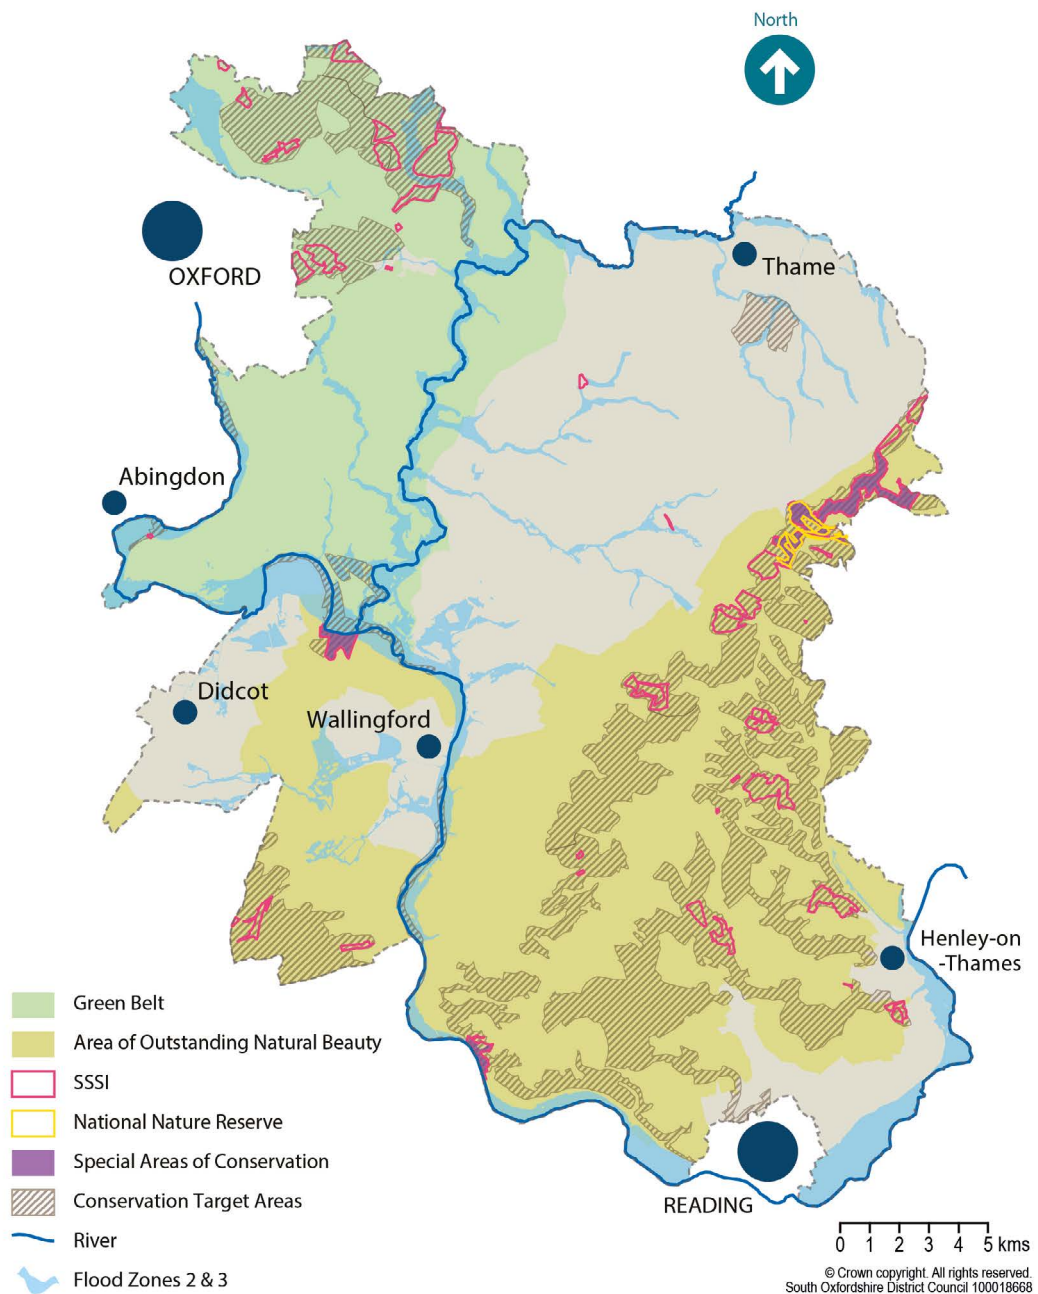 North
OXFORD
Thame
Abingdon
Didcot
Wallingford
Henley-on
-Thames
READING
Green Belt
Area of Outstanding Natural Beauty
SSSI
National Nature Reserve
Special Areas of Conservation
Conservation Target Areas
River
Flood Zones 2 & 3
0 1 2 3 4 5 kms
© Crown copyright. All rights reserved.
South Oxfordshire District Council 100018668